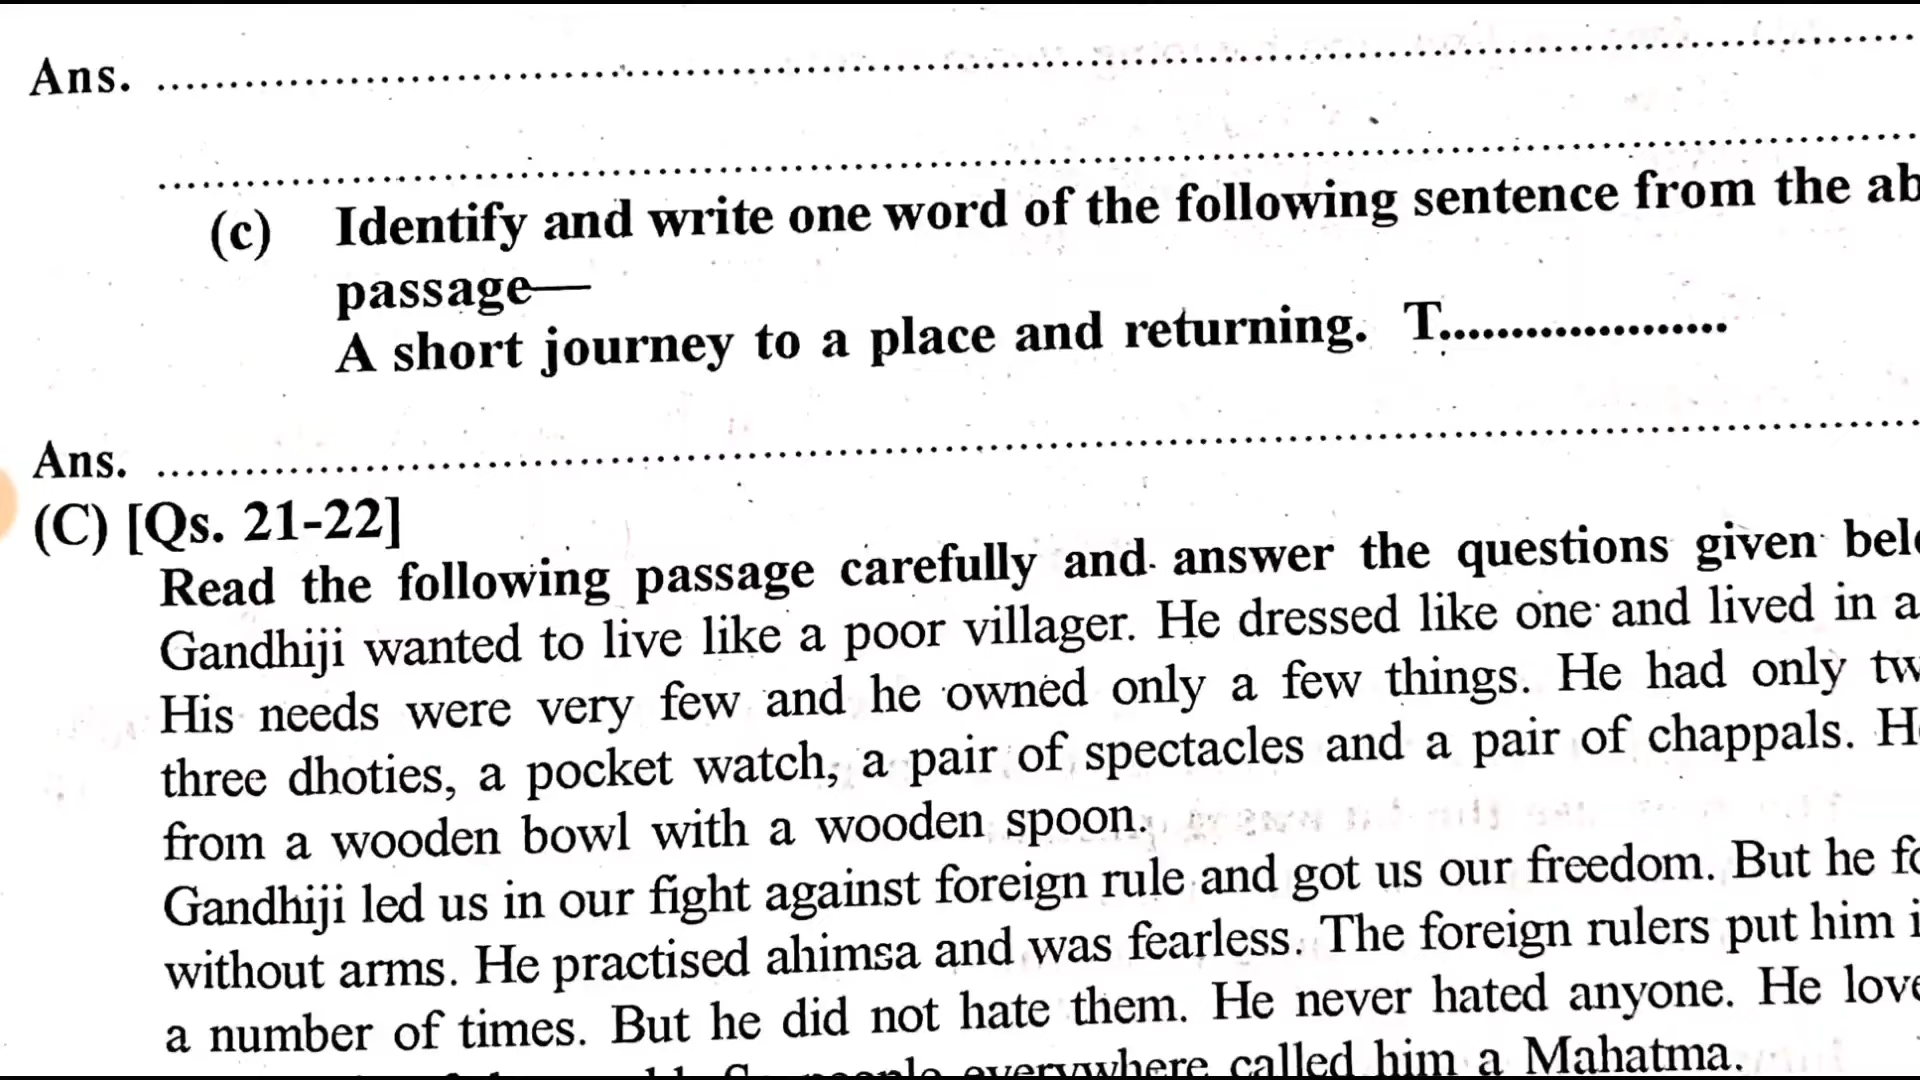 Ans. ........................................
........................................
(c) Identify and write one word of the following sentence from the
passage—
A short journey to a place and returning. T....................
Ans. ........................................
(C) [Qs. 21-22]
Read the following passage carefully and answer the questions given
Gandhiji wanted to live like a poor villager. He dressed like one and lived in a
His needs were very few and he owned only a few things. He had only
three dhoties, a pocket watch, a pair of spectacles and a pair of chappals.
from a wooden bowl with a wooden spoon.
Gandhiji led us in our fight against foreign rule and got us our freedom. But he
without arms. He practised ahimsa and was fearless. The foreign rulers put him
a number of times. But he did not hate them. He never hated anyone. He
people everywhere called him a Mahatma.